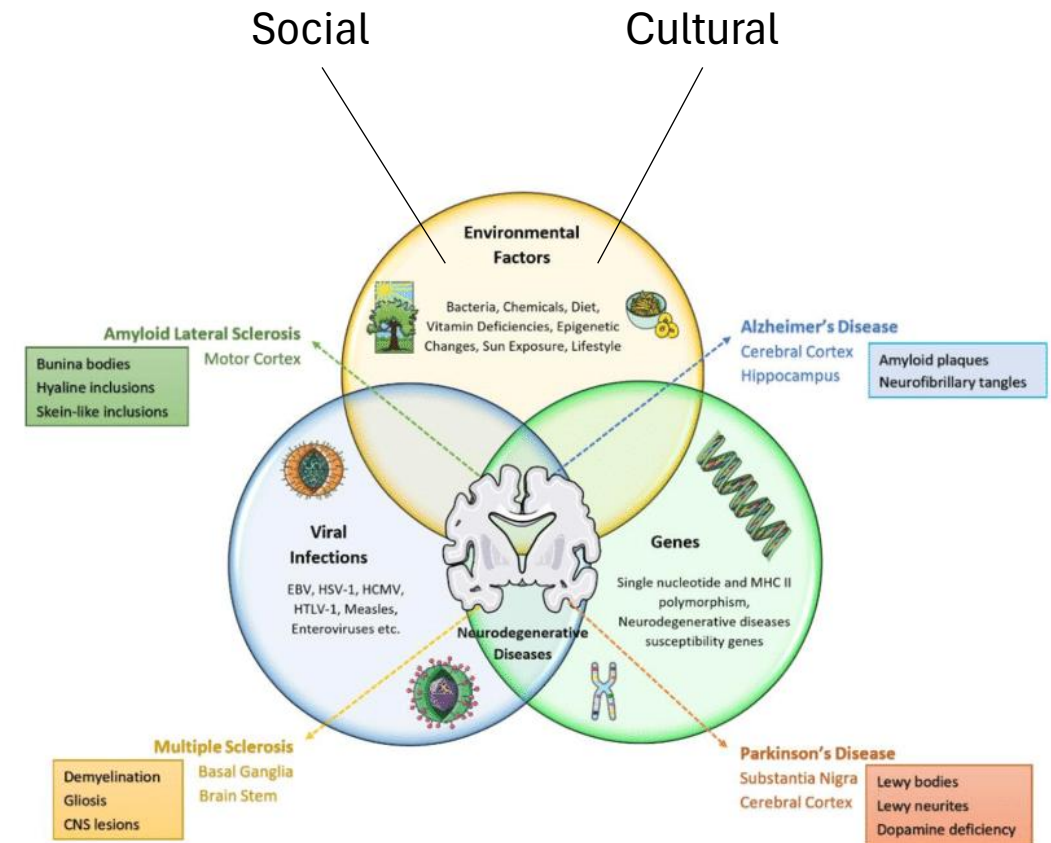 Social
Cultural
Environmental
Factors
Bacteria, Chemicals, Diet,
Vitamin Deficiencies, Epigenetic
Changes, Sun Exposure, Lifestyle
Amyloid Lateral Sclerosis
Motor Cortex
Bunina bodies
Hyaline inclusions
Skein-like inclusions
Alzheimer's Disease
Cerebral Cortex
Hippocampus
Amyloid plaques
Neurofibrillary tangles
Viral
Infections
EBV, HSV-1, HCMV,
HTLV-1, Measles,
Enteroviruses etc.
Genes
Single nucleotide and MHC II
polymorphism,
Neurodegenerative diseases
susceptibility genes
Neurodegenerative
Diseases
Multiple Sclerosis
Basal Ganglia
Brain Stem
Demyelination
Gliosis
CNS lesions
Parkinson's Disease
Substantia Nigra
Cerebral Cortex
Lewy bodies
Lewy neurites
Dopamine deficiency